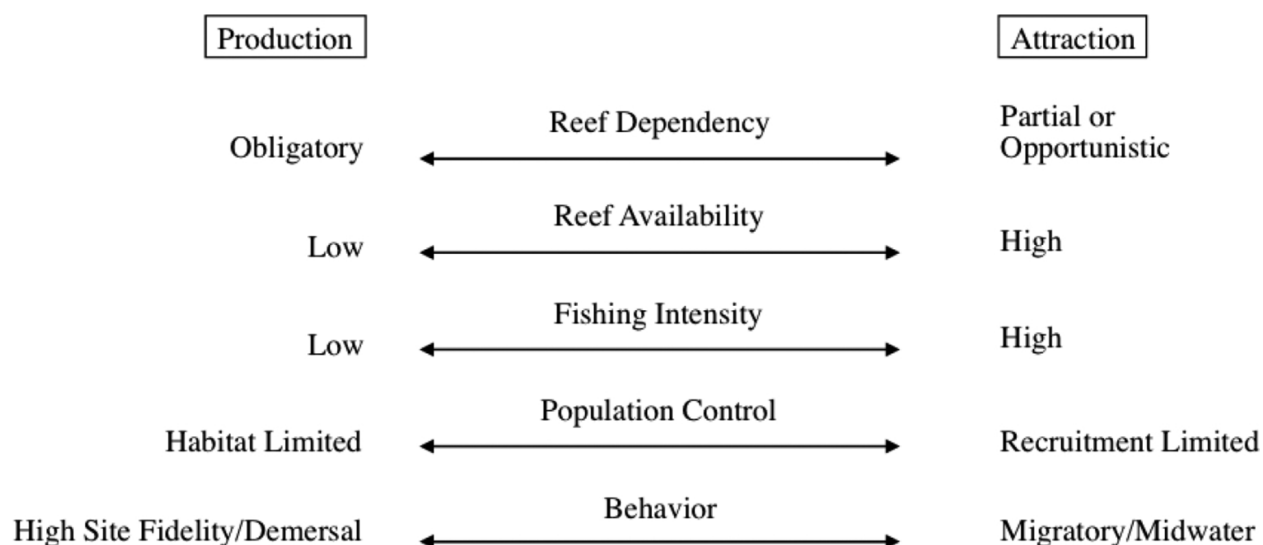 Production
Attraction
Reef Dependency
Obligatory
Partial or
Opportunistic
Reef Availability
Low
High
Fishing Intensity
Low
High
Population Control
Habitat Limited
Recruitment Limited
Behavior
High Site Fidelity/Demersal
Migratory/Midwater